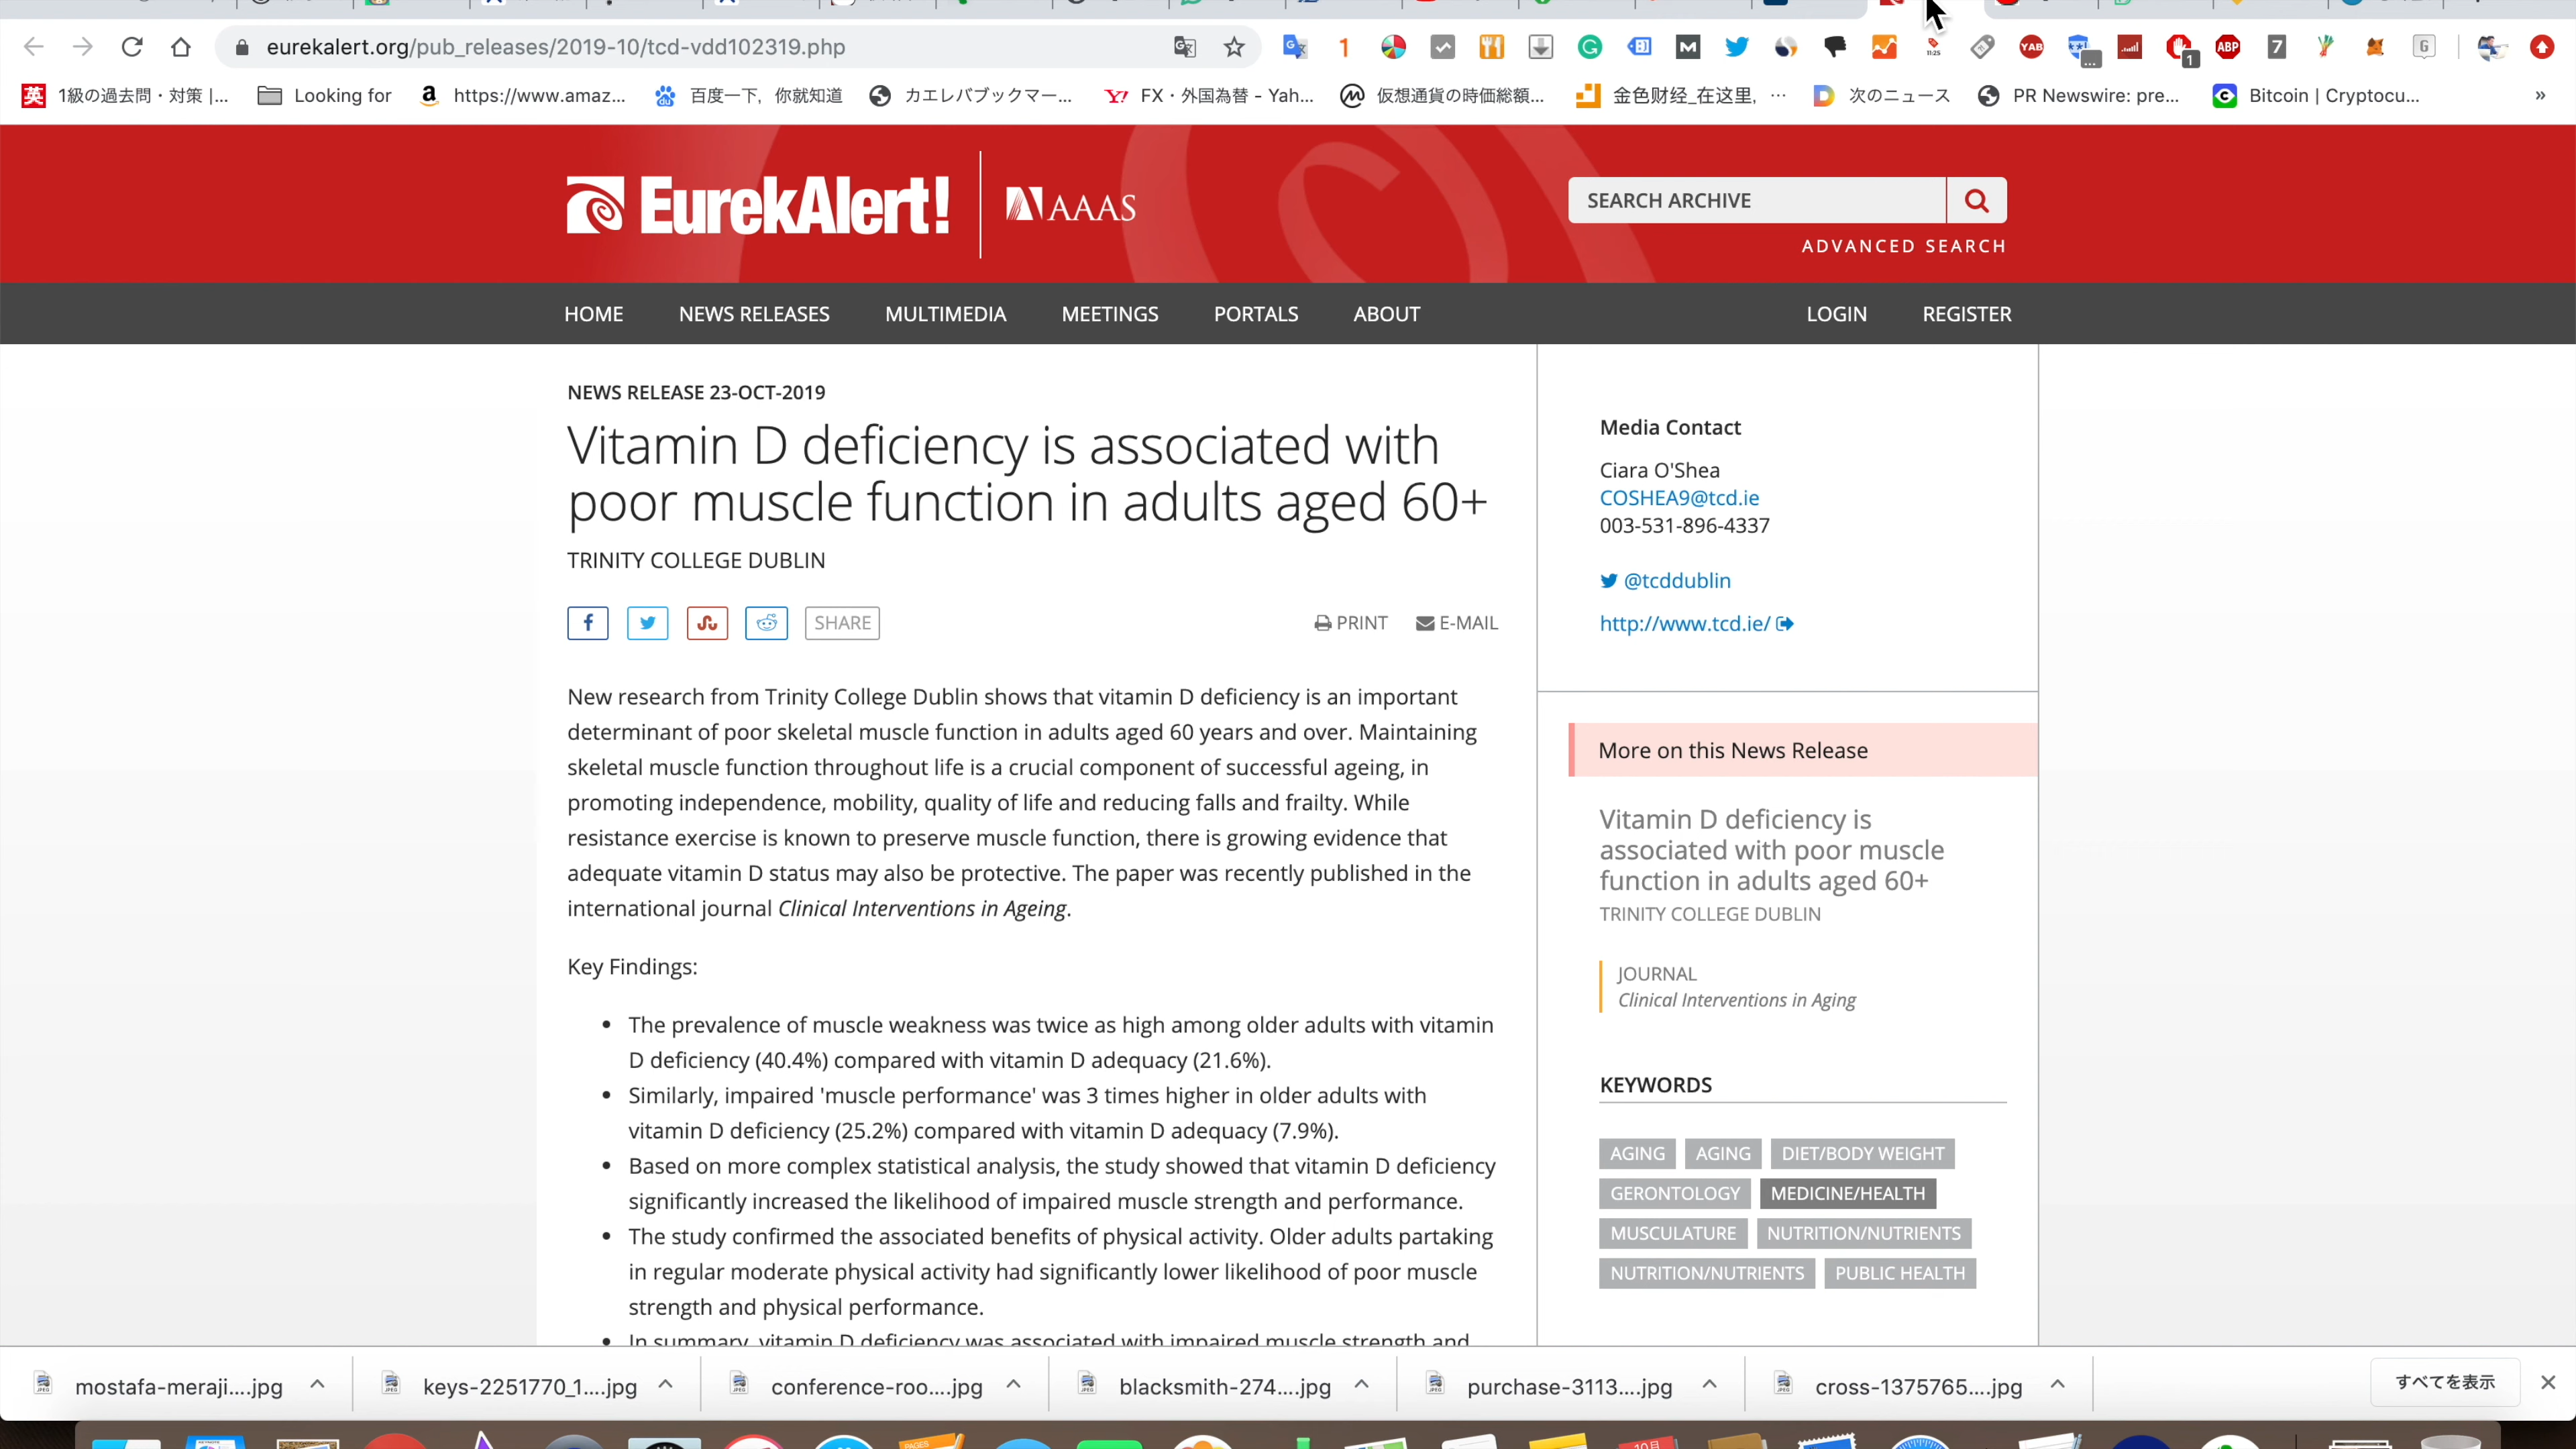 eurekalert.org/pub_releases/2019-10/tcd-vdd102319.php
1級の過去問・対策 |...
Looking for
https://www.amaz...
百度一下，你就知道
カエレバブックマー...
FX・外国為替 - Yah...
仮想通貨の時価総額...
金色财经_在这里, ...
次のニュース
PR Newswire: pre...
Bitcoin | Cryptocu...
»
EurekAlert!
AAAS
SEARCH ARCHIVE
ADVANCED SEARCH
HOME
NEWS RELEASES
MULTIMEDIA
MEETINGS
PORTALS
ABOUT
LOGIN
REGISTER
NEWS RELEASE 23-OCT-2019
Vitamin D deficiency is associated with
poor muscle function in adults aged 60+
TRINITY COLLEGE DUBLIN
SHARE
PRINT
E-MAIL
New research from Trinity College Dublin shows that vitamin D deficiency is an important
determinant of poor skeletal muscle function in adults aged 60 years and over. Maintaining
skeletal muscle function throughout life is a crucial component of successful ageing, in
promoting independence, mobility, quality of life and reducing falls and frailty. While
resistance exercise is known to preserve muscle function, there is growing evidence that
adequate vitamin D status may also be protective. The paper was recently published in the
international journal Clinical Interventions in Ageing.
Key Findings:
• The prevalence of muscle weakness was twice as high among older adults with vitamin
D deficiency (40.4%) compared with vitamin D adequacy (21.6%).
• Similarly, impaired 'muscle performance' was 3 times higher in older adults with
vitamin D deficiency (25.2%) compared with vitamin D adequacy (7.9%).
• Based on more complex statistical analysis, the study showed that vitamin D deficiency
significantly increased the likelihood of impaired muscle strength and performance.
• The study confirmed the associated benefits of physical activity. Older adults partaking
in regular moderate physical activity had significantly lower likelihood of poor muscle
strength and physical performance.
• In summary, vitamin D deficiency was associated with impaired muscle strength and
Media Contact
Ciara O'Shea
COSHEA9@tcd.ie
003-531-896-4337
@tcddublin
http://www.tcd.ie/
More on this News Release
Vitamin D deficiency is
associated with poor muscle
function in adults aged 60+
TRINITY COLLEGE DUBLIN
JOURNAL
Clinical Interventions in Aging
KEYWORDS
AGING
AGING
DIET/BODY WEIGHT
GERONTOLOGY
MEDICINE/HEALTH
MUSCULATURE
NUTRITION/NUTRIENTS
NUTRITION/NUTRIENTS
PUBLIC HEALTH
mostafa-meraji....jpg
keys-2251770_1....jpg
conference-roo....jpg
blacksmith-274....jpg
purchase-3113....jpg
cross-1375765....jpg
すべてを表示